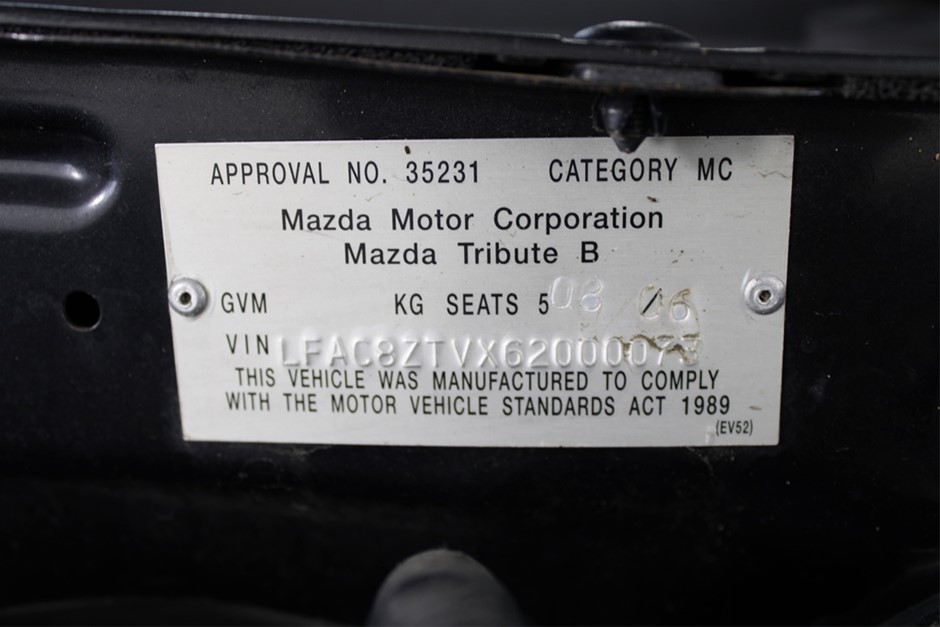 APPROVAL NO. 35231 CATEGORY MC
Mazda Motor Corporation
Mazda Tribute B
GVM KG SEATS 5 08 06
VIN LFAC8ZTVX62000073
THIS VEHICLE WAS MANUFACTURED TO COMPLY
WITH THE MOTOR VEHICLE STANDARDS ACT 1989
(EV52)